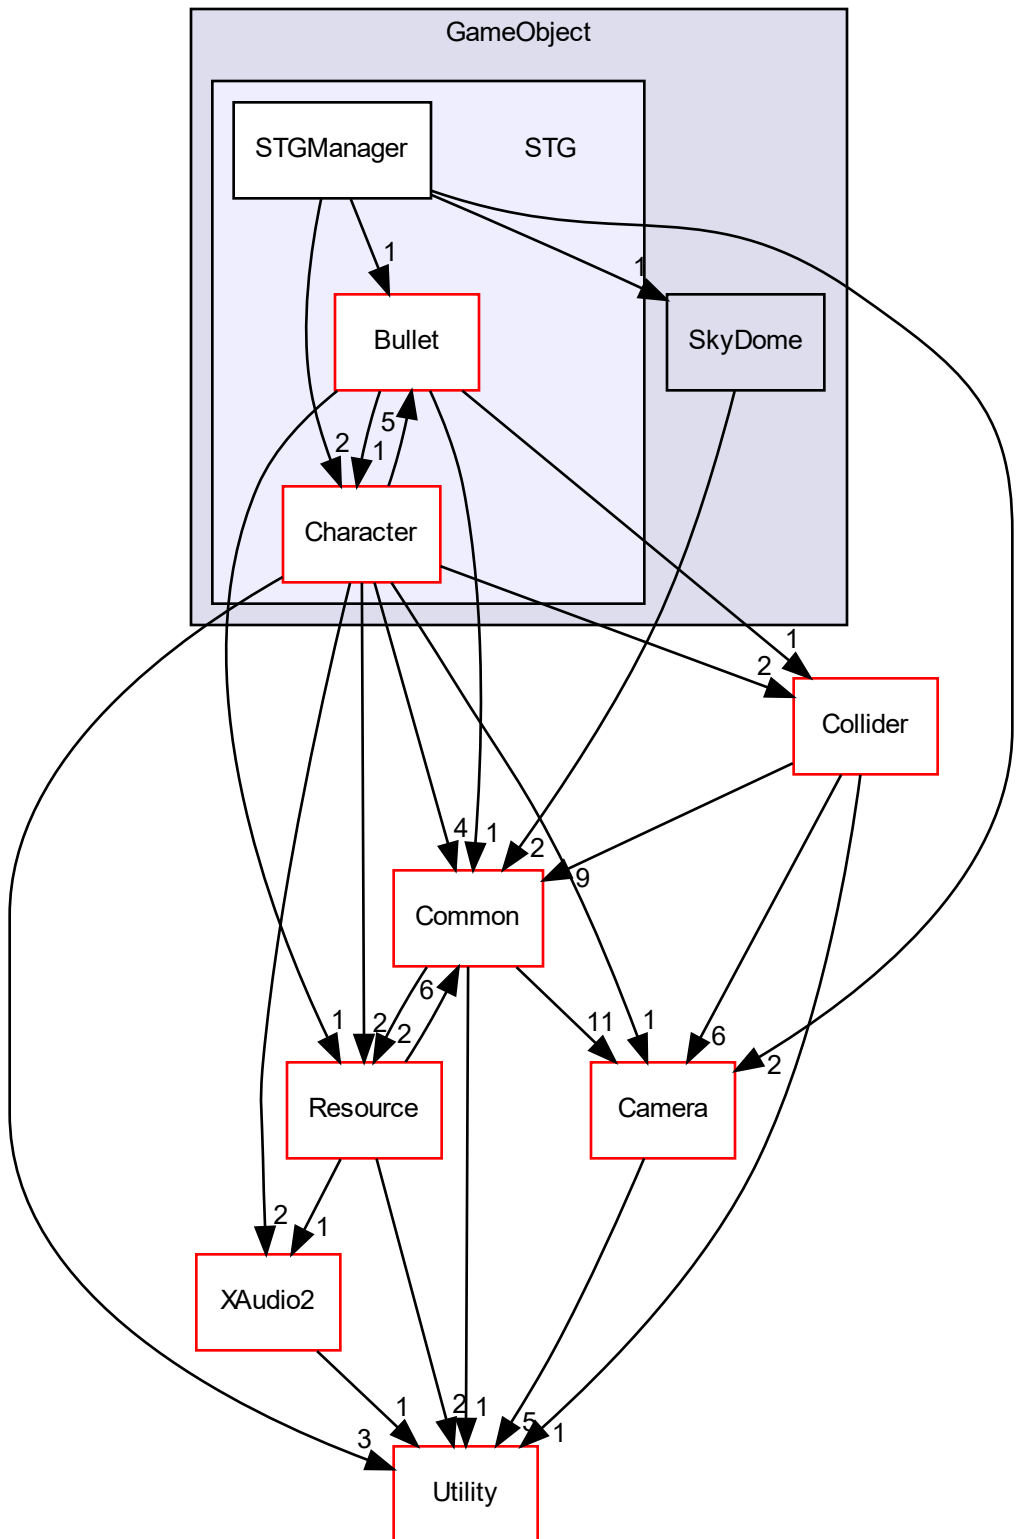 GameObject
STGManager
STG
1
1
Bullet
SkyDome
5
2
1
Character
1
2
Collider
4
1
2
9
Common
6
1
2
2
11
1
6
2
Resource
Camera
2
1
XAudio2
1
2
1
5
1
3
Utility